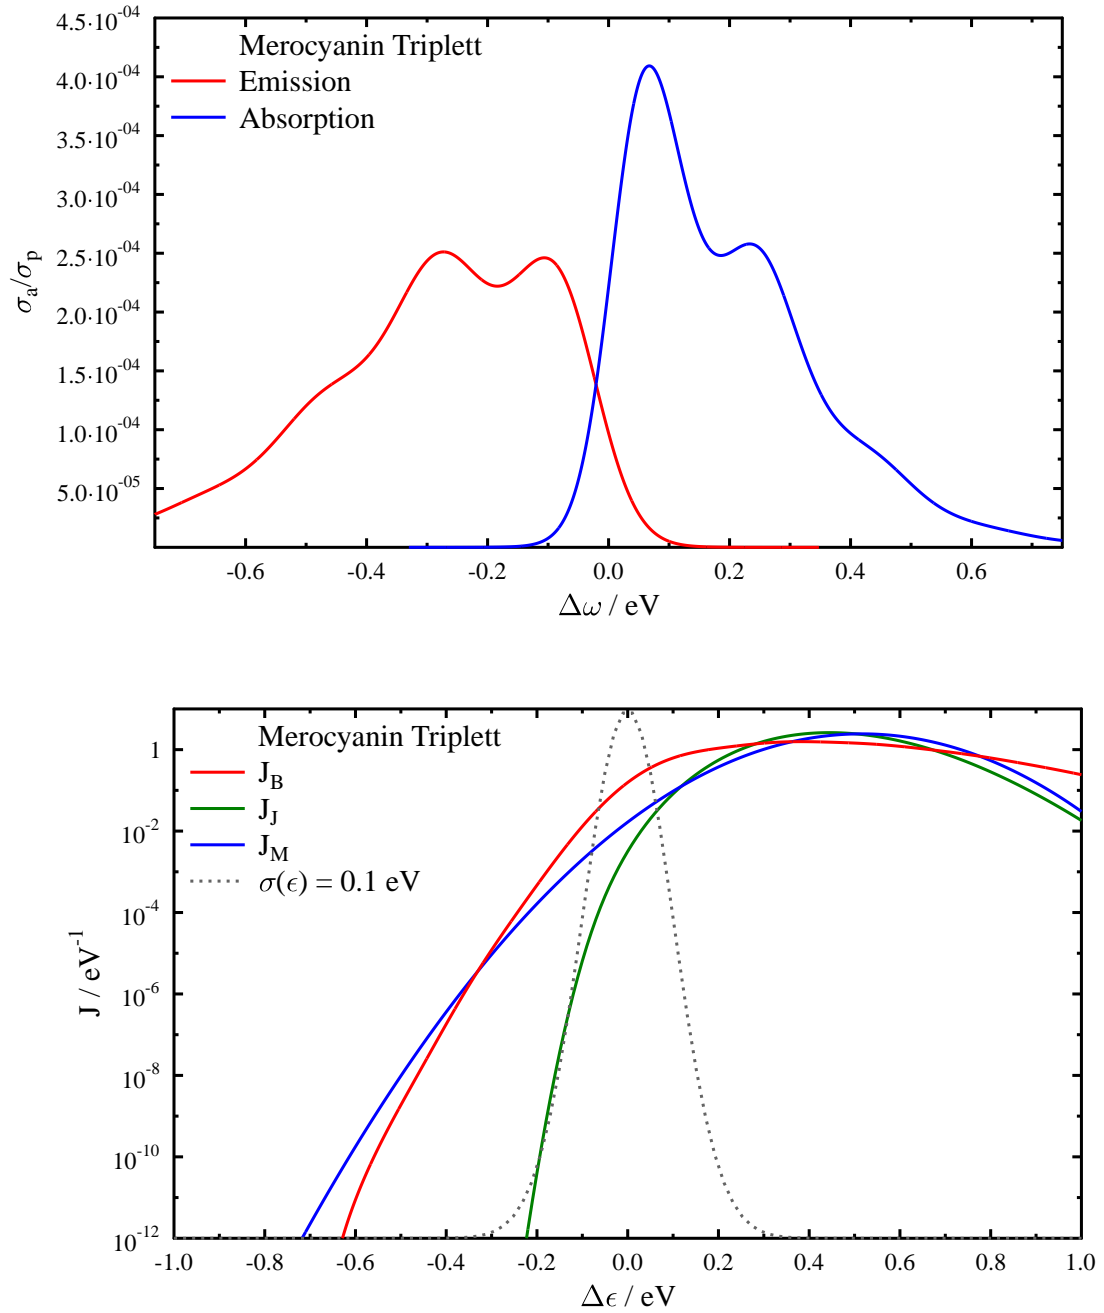 4.5·10⁻⁰⁴
4.0·10⁻⁰⁴
3.5·10⁻⁰⁴
3.0·10⁻⁰⁴
2.5·10⁻⁰⁴
2.0·10⁻⁰⁴
1.5·10⁻⁰⁴
1.0·10⁻⁰⁴
5.0·10⁻⁰⁵
σₐ/σₚ
Merocyanin Triplett
Emission
Absorption
-0.6 -0.4 -0.2 0.0 0.2 0.4 0.6
Δω / eV
Merocyanin Triplett
J_B
J_J
J_M
σ(ϵ) = 0.1 eV
1
10⁻²
10⁻⁴
10⁻⁶
10⁻⁸
10⁻¹⁰
10⁻¹²
J / eV⁻¹
-1.0 -0.8 -0.6 -0.4 -0.2 0.0 0.2 0.4 0.6 0.8 1.0
Δϵ / eV